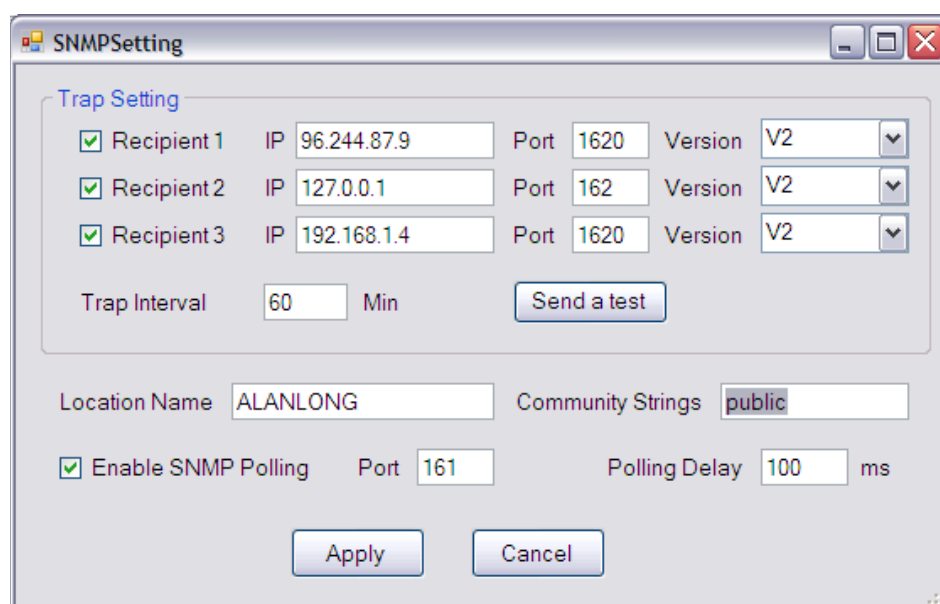 SNMPSetting
Trap Setting
Recipient 1 IP 96.244.87.9 Port 1620 Version V2
Recipient 2 IP 127.0.0.1 Port 162 Version V2
Recipient 3 IP 192.168.1.4 Port 1620 Version V2
Trap Interval 60 Min Send a test
Location Name ALANLONG Community Strings public
Enable SNMP Polling Port 161 Polling Delay 100 ms
Apply Cancel